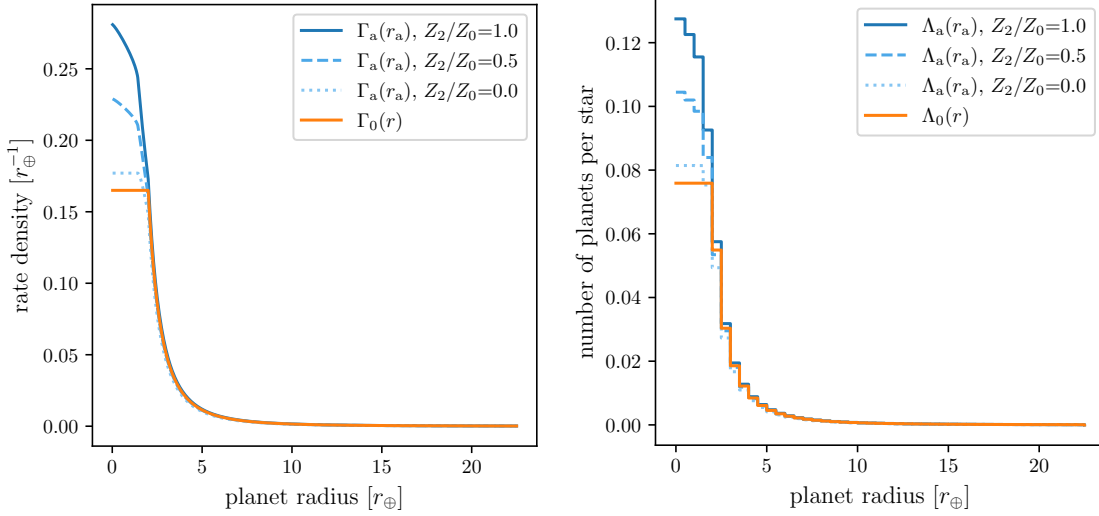 Γₐ(rₐ), Z₂/Z₀=1.0
Γₐ(rₐ), Z₂/Z₀=0.5
Γₐ(rₐ), Z₂/Z₀=0.0
Γ₀(r)
rate density [r⊕⁻¹]
0.25
0.20
0.15
0.10
0.05
0.00
0 5 10 15 20
planet radius [r⊕]
Λₐ(rₐ), Z₂/Z₀=1.0
Λₐ(rₐ), Z₂/Z₀=0.5
Λₐ(rₐ), Z₂/Z₀=0.0
Λ₀(r)
number of planets per star
0.12
0.10
0.08
0.06
0.04
0.02
0.00
0 5 10 15 20
planet radius [r⊕]